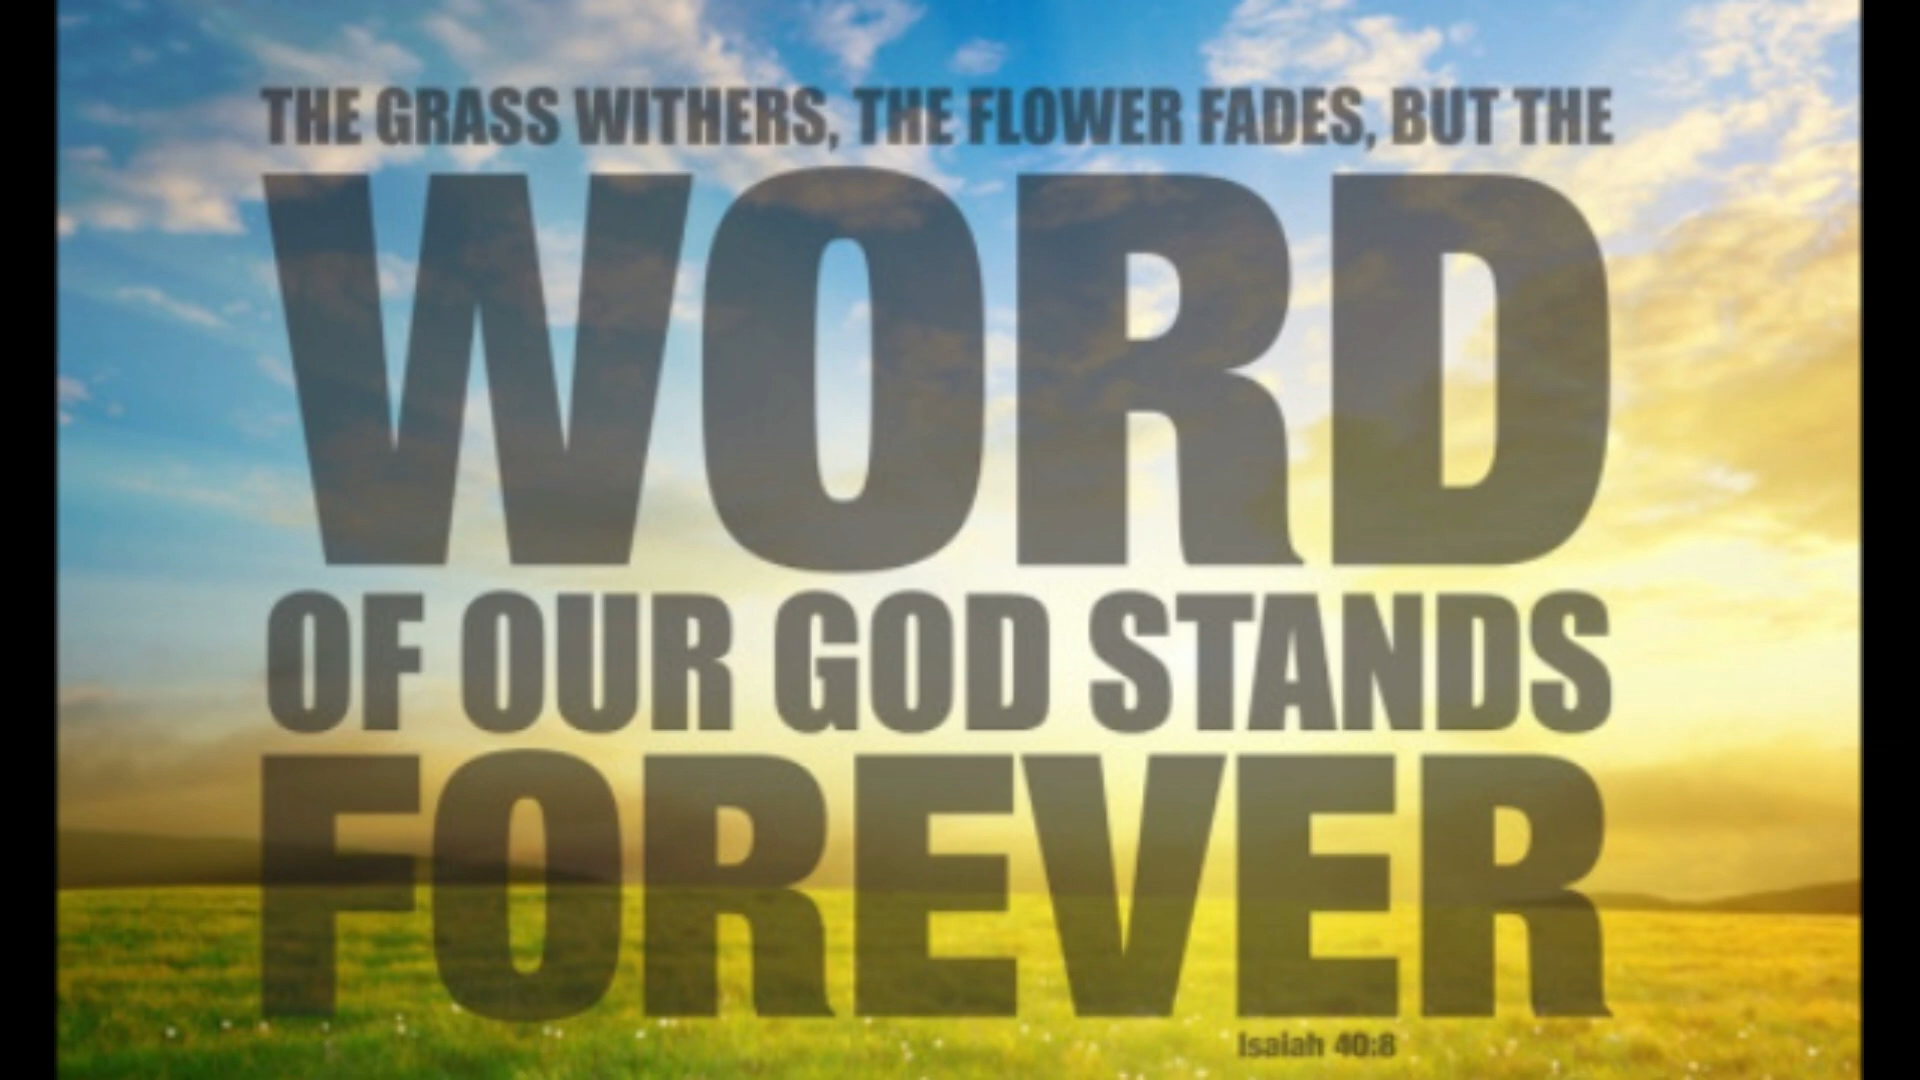 THE GRASS WITHERS, THE FLOWER FADES, BUT THE
WORD
OF OUR GOD STANDS
FOREVER
Isaiah 40:8